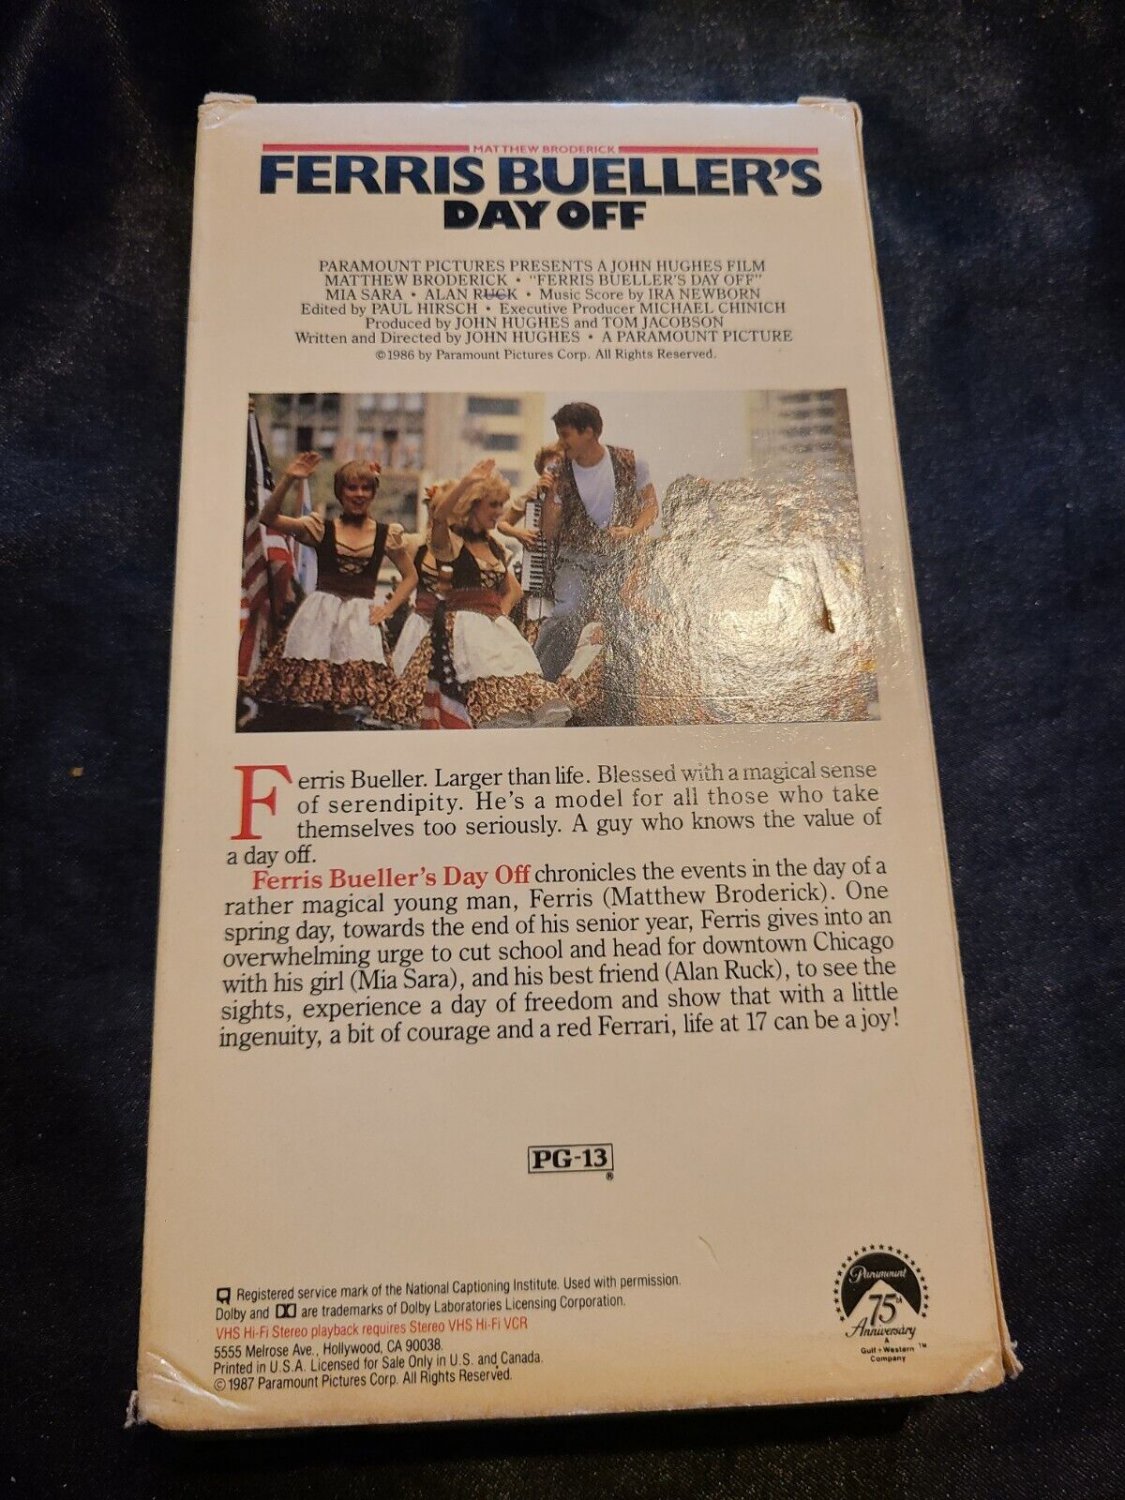 MATTHEW BRODERICK
FERRIS BUELLER'S
DAY OFF
PARAMOUNT PICTURES PRESENTS A JOHN HUGHES FILM
MATTHEW BRODERICK • "FERRIS BUELLER'S DAY OFF"
MIA SARA • ALAN RUCK • Music Score by IRA NEWBORN
Edited by PAUL HIRSCH • Executive Producer MICHAEL CHINICH
Produced by JOHN HUGHES and TOM JACOBSON
Written and Directed by JOHN HUGHES • A PARAMOUNT PICTURE
©1986 by Paramount Pictures Corp. All Rights Reserved.
Ferris Bueller. Larger than life. Blessed with a magical sense
of serendipity. He's a model for all those who take
themselves too seriously. A guy who knows the value of
a day off.
Ferris Bueller's Day Off chronicles the events in the day of a
rather magical young man, Ferris (Matthew Broderick). One
spring day, towards the end of his senior year, Ferris gives into an
overwhelming urge to cut school and head for downtown Chicago
with his girl (Mia Sara), and his best friend (Alan Ruck), to see the
sights, experience a day of freedom and show that with a little
ingenuity, a bit of courage and a red Ferrari, life at 17 can be a joy!
PG-13
®
Registered service mark of the National Captioning Institute. Used with permission.
Dolby and are trademarks of Dolby Laboratories Licensing Corporation.
VHS Hi-Fi Stereo playback requires Stereo VHS Hi-Fi VCR
5555 Melrose Ave., Hollywood, CA 90038
Printed in U.S.A. Licensed for Sale Only in U.S. and Canada.
©1987 Paramount Pictures Corp. All Rights Reserved.
Paramount
75th
Anniversary
A
Gulf+Western
Company
TM